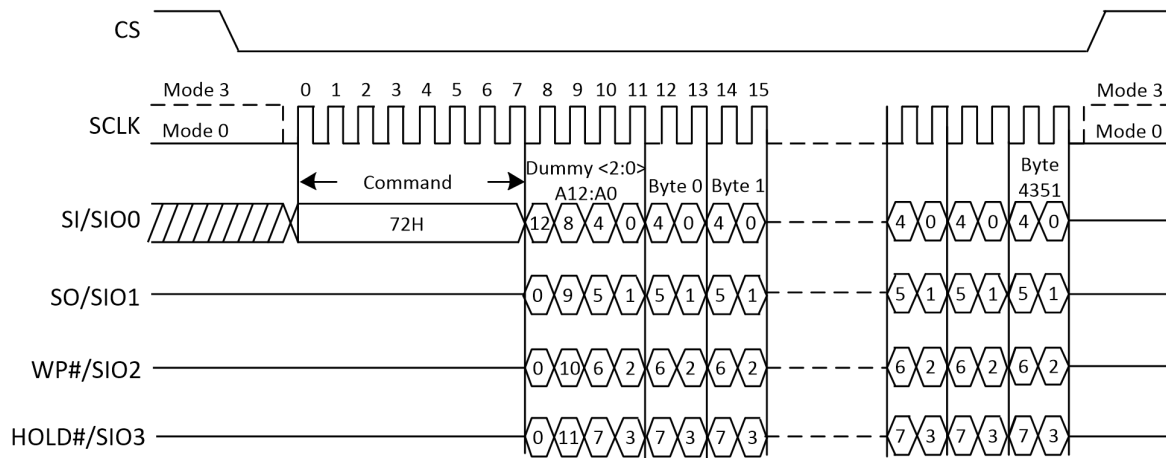 CS
Mode 3
0 1 2 3 4 5 6 7 8 9 10 11 12 13 14 15
Mode 3
SCLK
Mode 0
Mode 0
Dummy <2:0>
Byte
Command
A12:A0
Byte 0
Byte 1
4351
SI/SIO0
72H
12 8 4 0 4 0 4 0
4 0 4 0 4 0
SO/SIO1
0 9 5 1 5 1 5 1
5 1 5 1 5 1
WP#/SIO2
0 10 6 2 6 2 6 2
6 2 6 2 6 2
HOLD#/SIO3
0 11 7 3 7 3 7 3
7 3 7 3 7 3